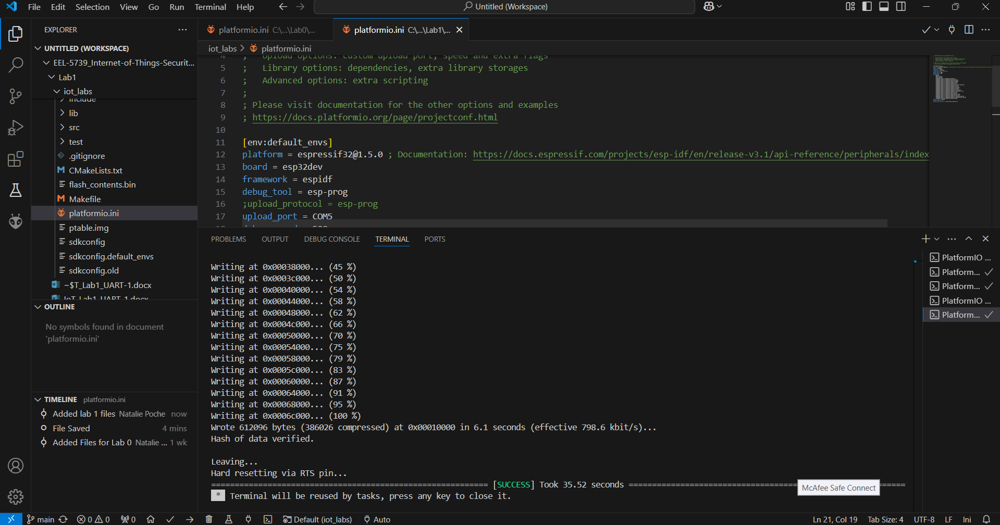 File Edit Selection View Go Run Terminal Help
Untitled (Workspace)
EXPLORER
UNTITLED (WORKSPACE)
EEL-5739_Internet-of-Things-Securit...
Lab1
iot_labs
include
lib
src
test
.gitignore
CMakeLists.txt
flash_contents.bin
Makefile
platformio.ini
ptable.img
sdkconfig
sdkconfig.default_envs
sdkconfig.old
~$T_Lab1_UART-1.docx
IoT_Lab1_UART-1.docx
OUTLINE
No symbols found in document
'platformio.ini'
TIMELINE platformio.ini
Added lab 1 files Natalie Poche now
File Saved 4 mins
Added Files for Lab 0 Natalie ... 1 wk
platformio.ini C:\...\Lab0\...
platformio.ini C:\...\Lab1\...
iot_labs > platformio.ini
4 ; Upload options: custom upload port, speed and extra flags
5 ; Library options: dependencies, extra library storages
6 ; Advanced options: extra scripting
7 ;
8 ; Please visit documentation for the other options and examples
9 ; https://docs.platformio.org/page/projectconf.html
10
11 [env:default_envs]
12 platform = espressif32@1.5.0 ; Documentation: https://docs.espressif.com/projects/esp-idf/en/release-v3.1/api-reference/peripherals/index
13 board = esp32dev
14 framework = espidf
15 debug_tool = esp-prog
16 ;upload_protocol = esp-prog
17 upload_port = COM5
PROBLEMS OUTPUT DEBUG CONSOLE TERMINAL PORTS
Writing at 0x00038000... (45 %)
Writing at 0x0003c000... (50 %)
Writing at 0x00040000... (54 %)
Writing at 0x00044000... (58 %)
Writing at 0x00048000... (62 %)
Writing at 0x0004c000... (66 %)
Writing at 0x00050000... (70 %)
Writing at 0x00054000... (75 %)
Writing at 0x00058000... (79 %)
Writing at 0x0005c000... (83 %)
Writing at 0x00060000... (87 %)
Writing at 0x00064000... (91 %)
Writing at 0x00068000... (95 %)
Writing at 0x0006c000... (100 %)
Wrote 612096 bytes (386026 compressed) at 0x00010000 in 6.1 seconds (effective 798.6 kbit/s)...
Hash of data verified.
Leaving...
Hard resetting via RTS pin...
[SUCCESS] Took 35.52 seconds
* Terminal will be reused by tasks, press any key to close it.
PlatformIO ...
Platform...
Platform...
PlatformIO ...
Platform...
McAfee Safe Connect
main 0 0 0 Default (iot_labs) Auto
Ln 21, Col 19 Tab Size: 4 UTF-8 LF Ini